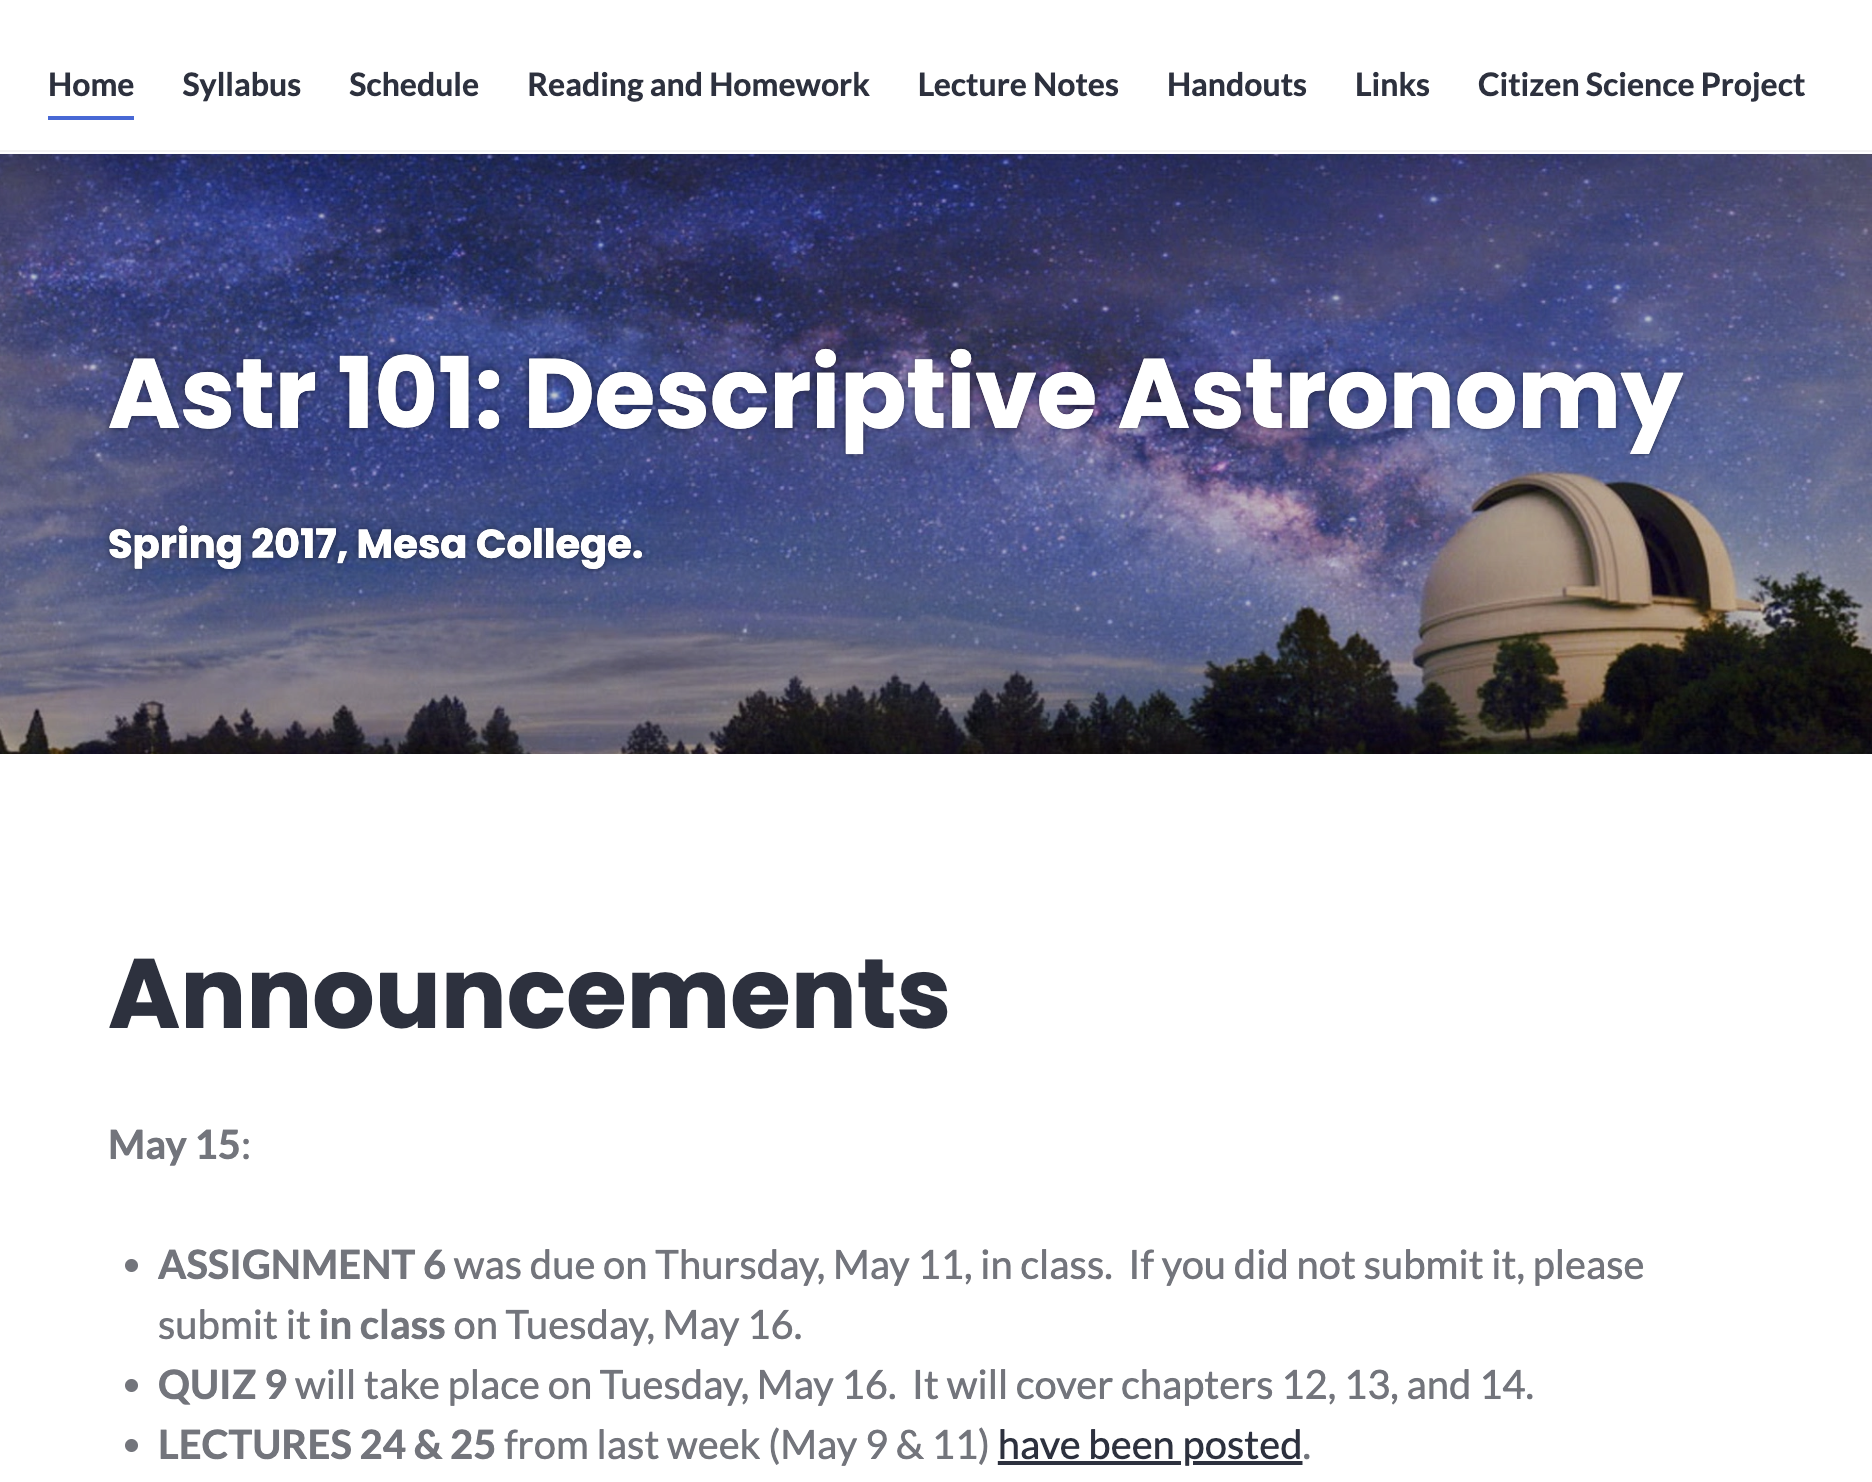 Home Syllabus Schedule Reading and Homework Lecture Notes Handouts Links Citizen Science Project
Astr 101: Descriptive Astronomy
Spring 2017, Mesa College.
Announcements
May 15:
• ASSIGNMENT 6 was due on Thursday, May 11, in class.  If you did not submit it, please
submit it in class on Tuesday, May 16.
• QUIZ 9 will take place on Tuesday, May 16.  It will cover chapters 12, 13, and 14.
• LECTURES 24 & 25 from last week (May 9 & 11) have been posted.